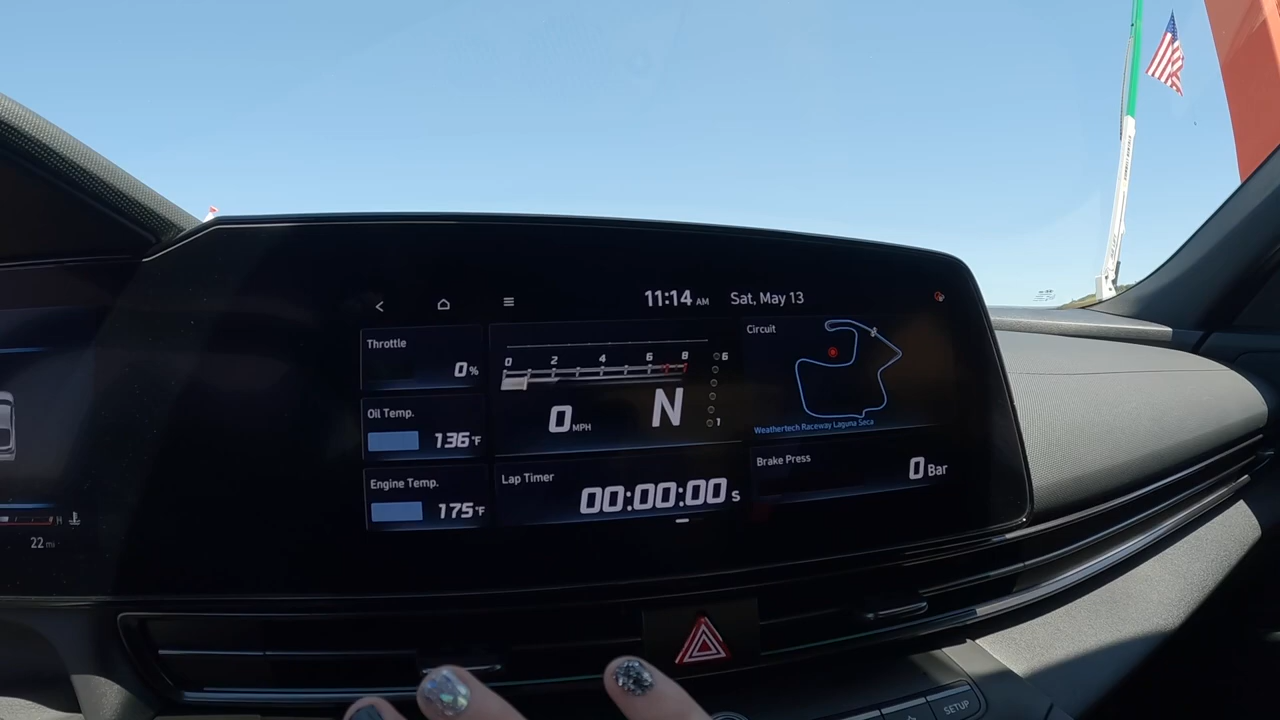 11:14 AM Sat, May 13
Throttle
0%
Oil Temp.
136°F
Engine Temp.
175°F
0 2 4 6 8
0 MPH
N
6
1
Lap Timer
00:00:00 s
Circuit
Weathertech Raceway Laguna Seca
Brake Press
0 Bar
H
22 mi
SETUP